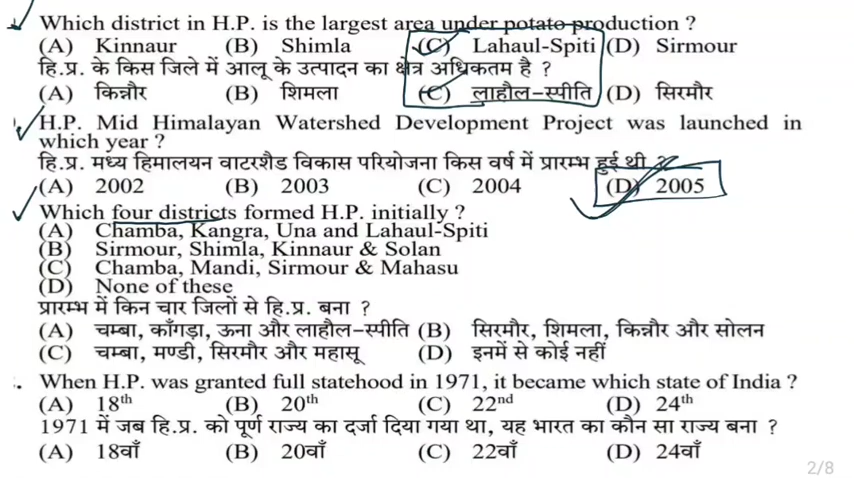 Which district in H.P. is the largest area under potato production ?
(A) Kinnaur (B) Shimla (C) Lahaul-Spiti (D) Sirmour
हि.प्र. के किस जिले में आलू के उत्पादन का क्षेत्र अधिकतम है ?
(A) किन्नौर (B) शिमला (C) लाहौल-स्पीति (D) सिरमौर
H.P. Mid Himalayan Watershed Development Project was launched in
which year ?
हि.प्र. मध्य हिमालयन वाटरशैड विकास परियोजना किस वर्ष में प्रारम्भ हुई थी ?
(A) 2002 (B) 2003 (C) 2004 (D) 2005
Which four districts formed H.P. initially ?
(A) Chamba, Kangra, Una and Lahaul-Spiti
(B) Sirmour, Shimla, Kinnaur & Solan
(C) Chamba, Mandi, Sirmour & Mahasu
(D) None of these
प्रारम्भ में किन चार जिलों से हि.प्र. बना ?
(A) चम्बा, काँगड़ा, ऊना और लाहौल-स्पीति (B) सिरमौर, शिमला, किन्नौर और सोलन
(C) चम्बा, मण्डी, सिरमौर और महासू (D) इनमें से कोई नहीं
. When H.P. was granted full statehood in 1971, it became which state of India ?
(A) 18th (B) 20th (C) 22nd (D) 24th
1971 में जब हि.प्र. को पूर्ण राज्य का दर्जा दिया गया था, यह भारत का कौन सा राज्य बना ?
(A) 18वाँ (B) 20वाँ (C) 22वाँ (D) 24वाँ
2/8